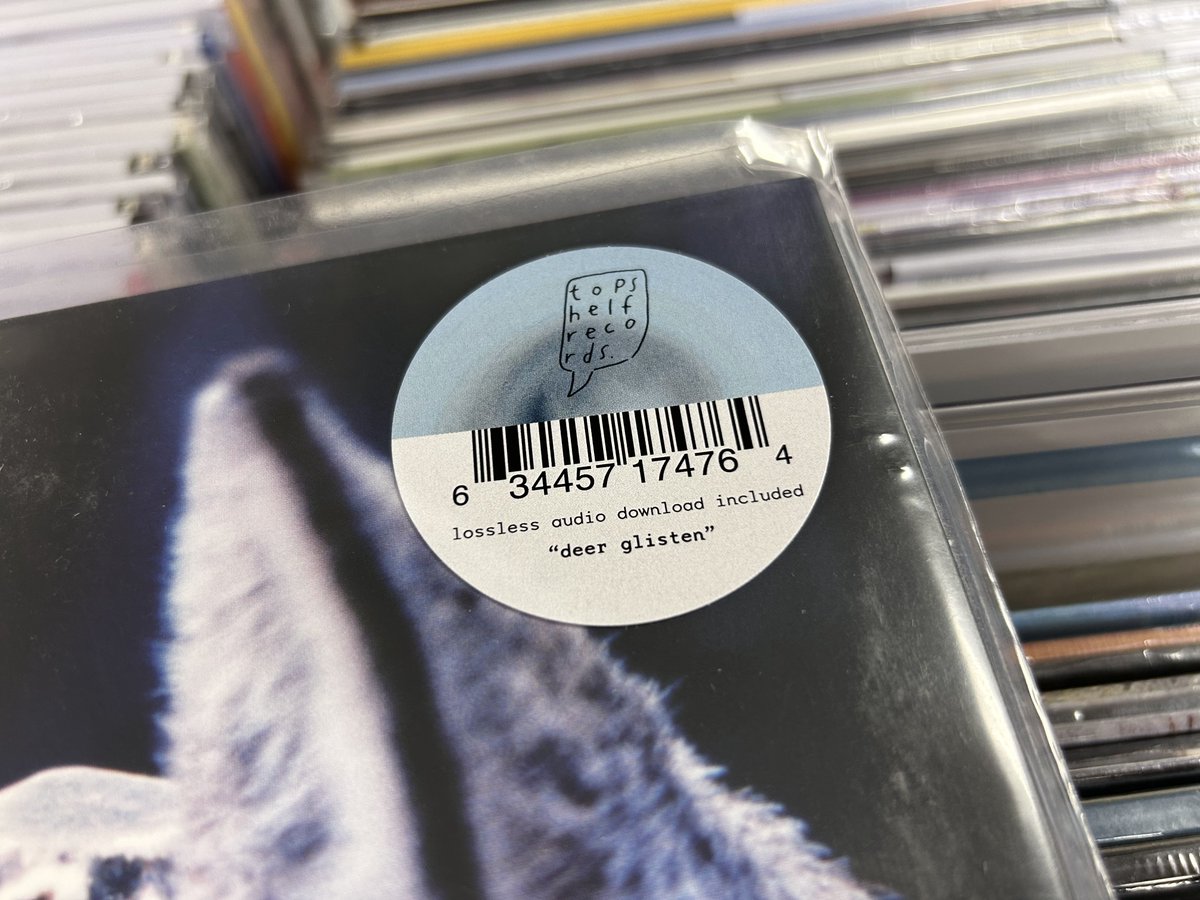 tops
helf
reco
rds.
6 34457 17476 4
lossless audio download included
“deer glisten”